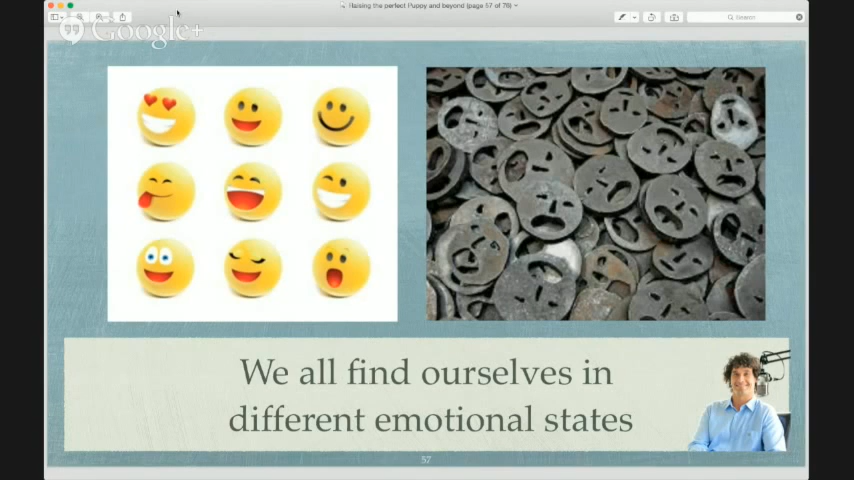 Raising the perfect Puppy and beyond (page 57 of 78)
Search
Google+
We all find ourselves in
different emotional states
57